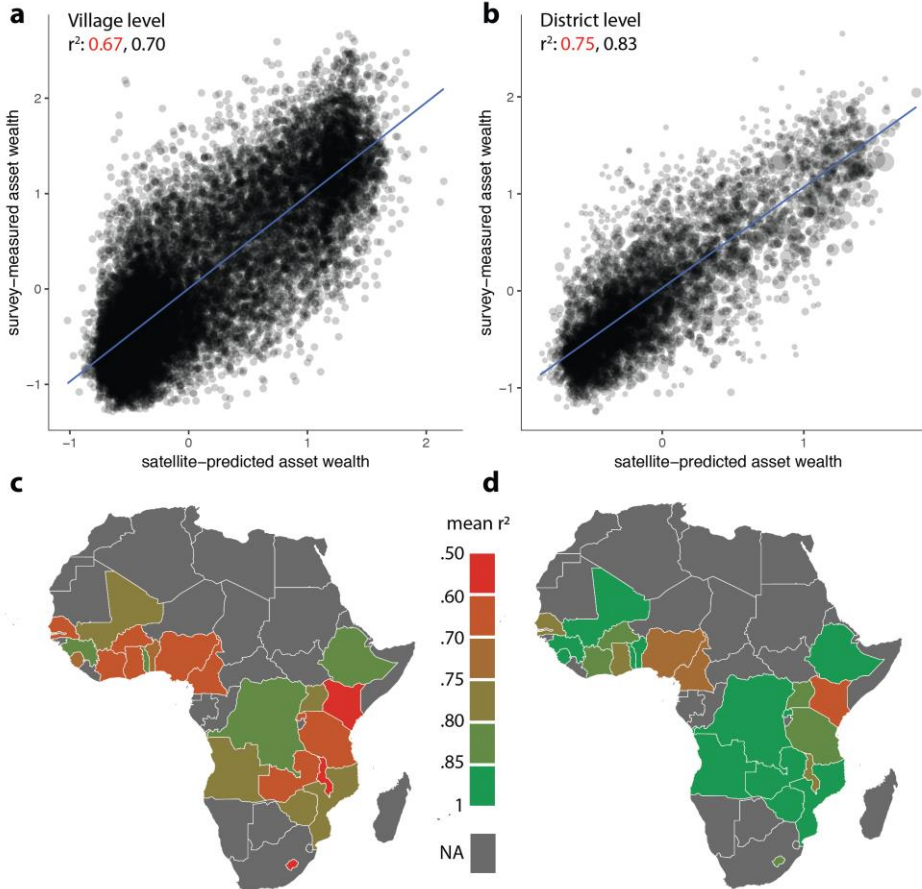 a
Village level
r²: 0.67, 0.70
survey-measured asset wealth
2
1
0
−1
−1
0
1
2
satellite-predicted asset wealth
b
District level
r²: 0.75, 0.83
survey-measured asset wealth
2
1
0
−1
0
1
satellite-predicted asset wealth
c
mean r²
.50
.60
.70
.75
.80
.85
1
NA
d